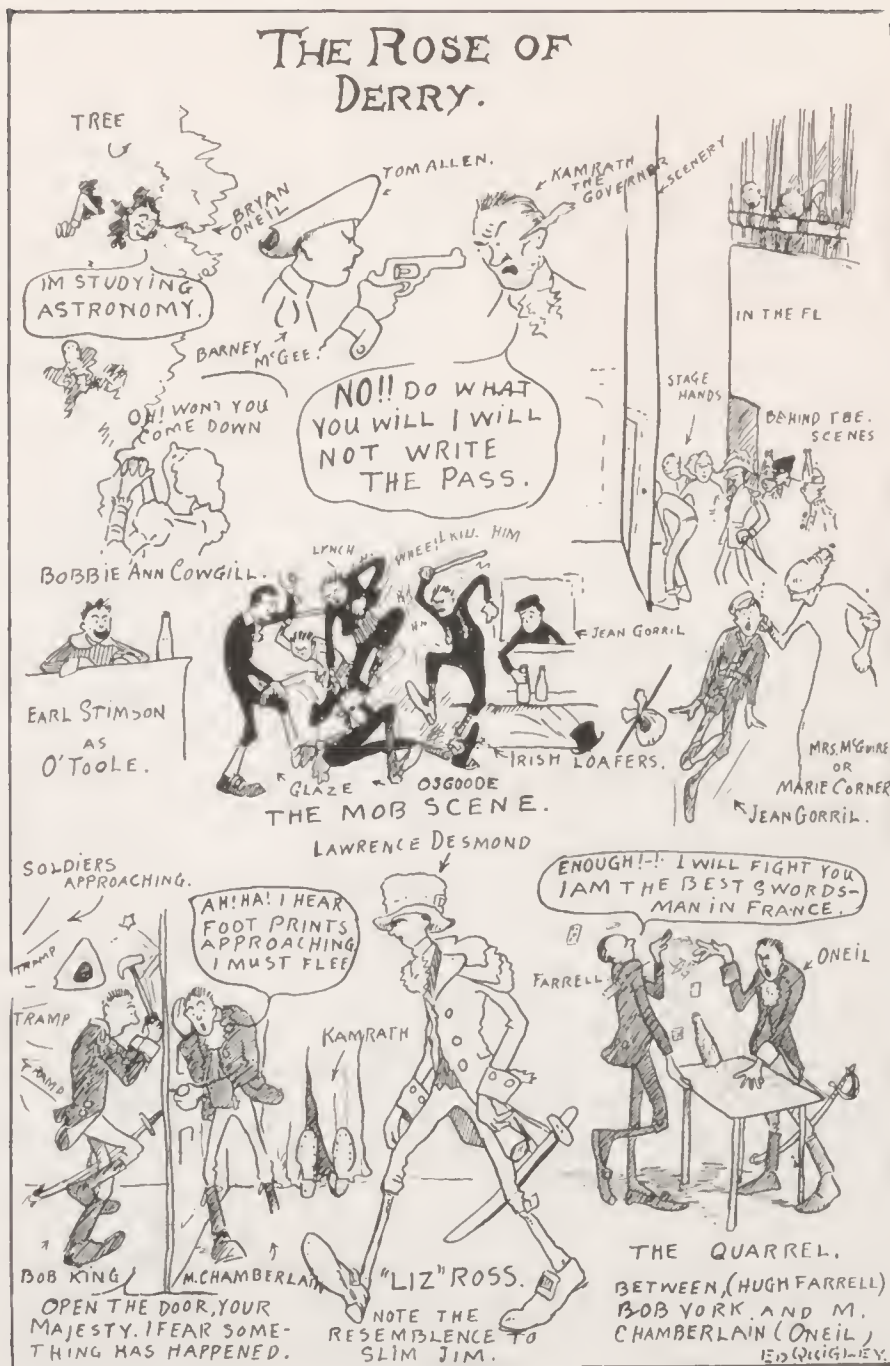 THE ROSE OF
DERRY.
TREE
BRYAN
ONEIL
IM STUDYING
ASTRONOMY.
TOM ALLEN.
BARNEY
McGEE.
KAMRATH
THE
GOVERNER
SCENERY
NO!! DO WHAT
YOU WILL I WILL
NOT WRITE
THE PASS.
IN THE FL
STAGE
HANDS
BEHIND THE.
SCENES
OH! WONT YOU
COME DOWN
BOBBIE ANN COWGILL.
EARL STIMSON
AS
O'TOOLE.
LYNCH
WHEE! KILL HIM
JEAN GORRIL
IRISH LOAFERS.
GLAZE
OSGOODE
THE MOB SCENE.
MRS. McGUIRE
OR
MARIE CORNER
JEAN GORRIL.
SOLDIERS
APPROACHING.
TRAMP
TRAMP
TRAMP
AH! HA! I HEAR
FOOT PRINTS
APPROACHING
I MUST FLEE
KAMRATH
BOB KING
M. CHAMBERLAIN
OPEN THE DOOR, YOUR
MAJESTY. I FEAR SOME-
THING HAS HAPPENED.
LAWRENCE DESMOND
"LIZ" ROSS.
NOTE THE
RESEMBLENCE TO
SLIM JIM.
ENOUGH!-!- I WILL FIGHT YOU
I AM THE BEST SWORDS-
MAN IN FRANCE.
FARRELL
ONEIL
THE QUARREL.
BETWEEN, (HUGH FARRELL)
BOB YORK AND M.
CHAMBERLAIN (ONEIL)
ED QUIGLEY.